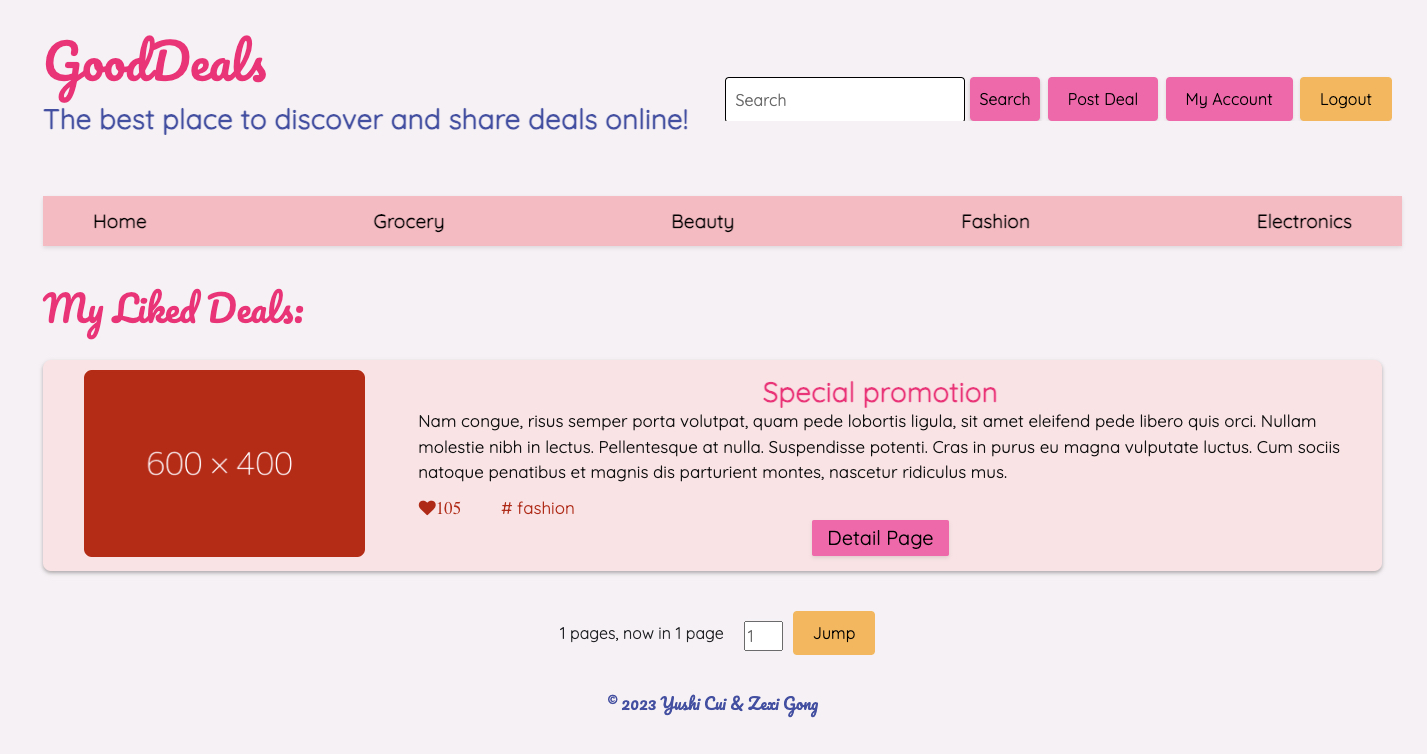 GoodDeals
The best place to discover and share deals online!
Search
Search
Post Deal
My Account
Logout
Home
Grocery
Beauty
Fashion
Electronics
My Liked Deals:
600 × 400
Special promotion
Nam congue, risus semper porta volutpat, quam pede lobortis ligula, sit amet eleifend pede libero quis orci. Nullam
molestie nibh in lectus. Pellentesque at nulla. Suspendisse potenti. Cras in purus eu magna vulputate luctus. Cum sociis
natoque penatibus et magnis dis parturient montes, nascetur ridiculus mus.
105
# fashion
Detail Page
1 pages, now in 1 page
1
Jump
© 2023 Yushi Cui & Zexi Gong